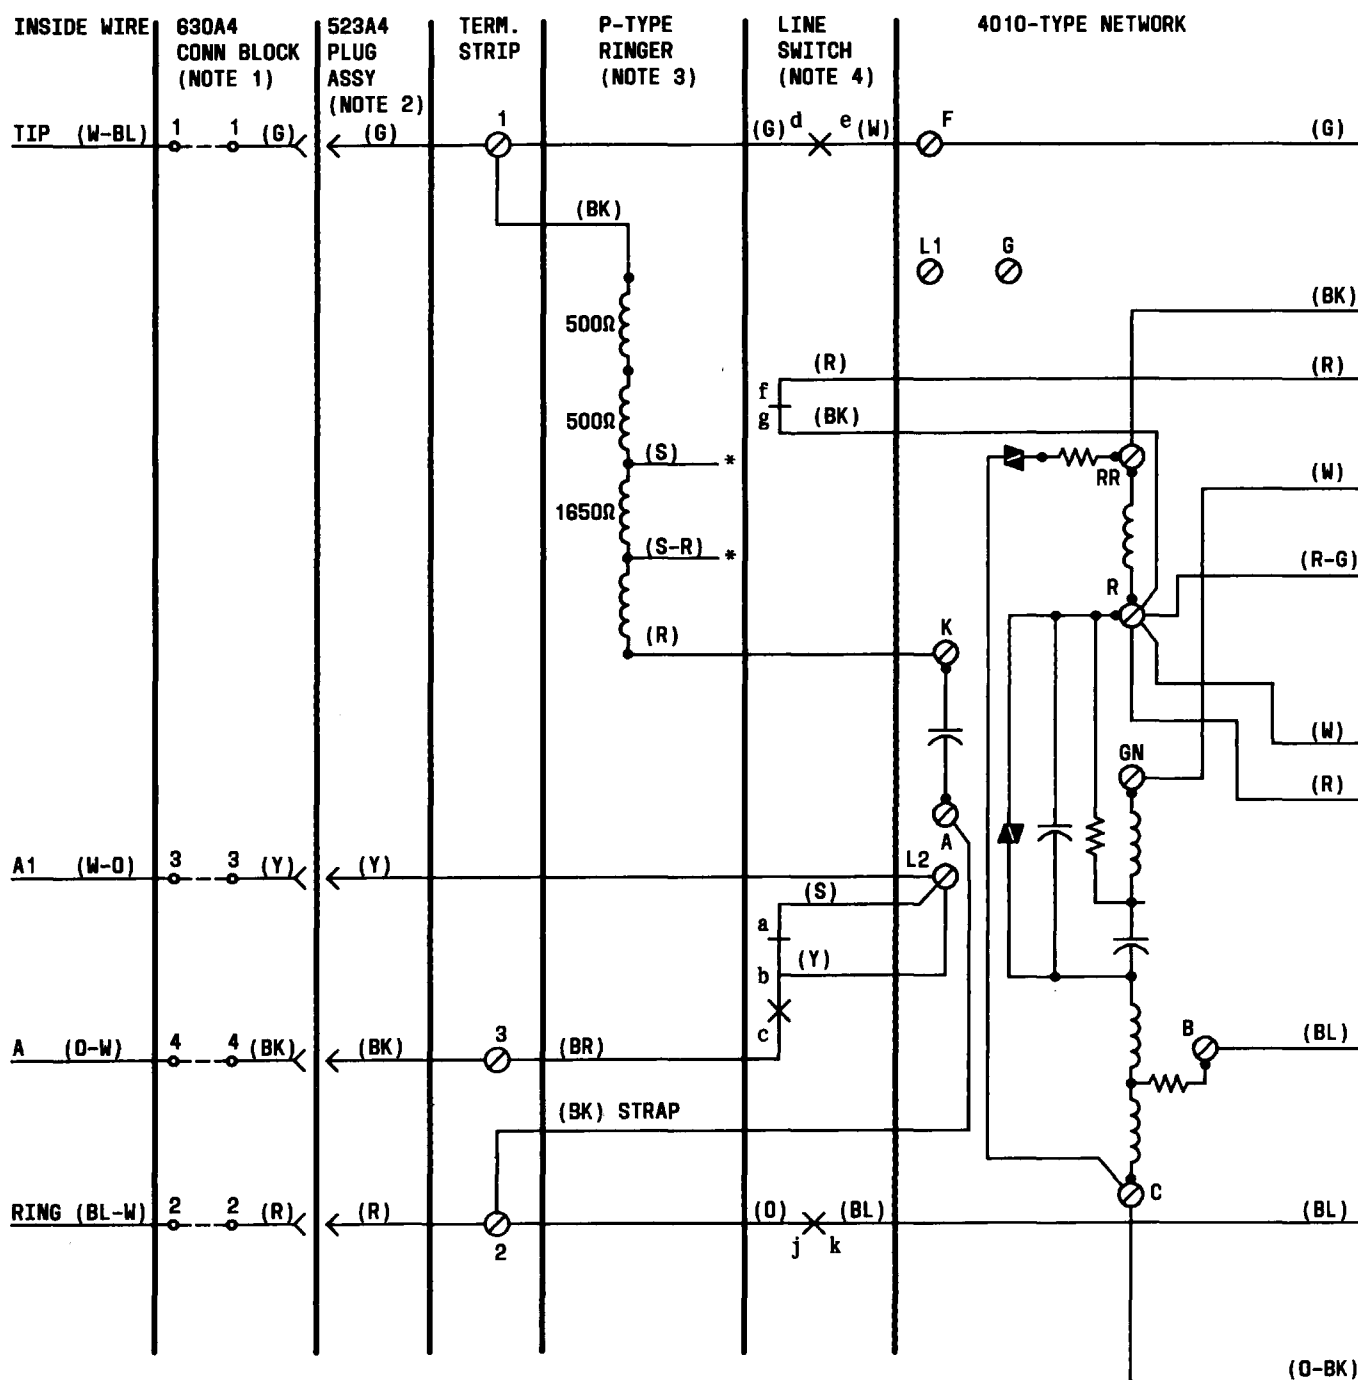 INSIDE WIRE
630A4
CONN BLOCK
(NOTE 1)
523A4
PLUG
ASSY
(NOTE 2)
TERM.
STRIP
P-TYPE
RINGER
(NOTE 3)
LINE
SWITCH
(NOTE 4)
4010-TYPE NETWORK
TIP (W-BL) 1 1 (G) (G) 1 (G) d e (W) F (G)
(BK)
L1 G
(BK)
500Ω
(R) (R)
f
g (BK)
500Ω
(S) *
RR
(W)
1650Ω
(S-R) *
(R-G)
R
(R) K
(W)
GN
(R)
A
A1 (W-O) 3 3 (Y) (Y) L2
(S)
a
b (Y)
c
A (O-W) 4 4 (BK) (BK) 3 (BR) B (BL)
(BK) STRAP
C
RING (BL-W) 2 2 (R) (R) 2 (O) j k (BL) (BL)
(O-BK)